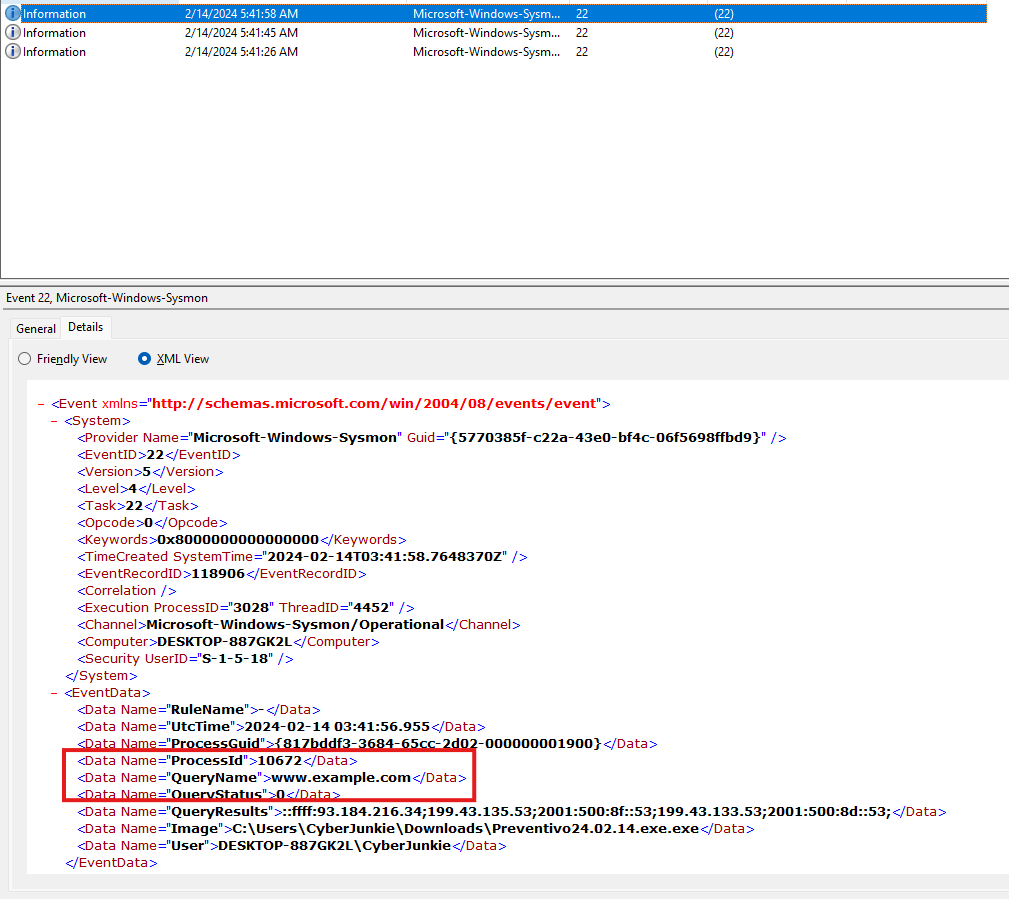 Information 2/14/2024 5:41:58 AM Microsoft-Windows-Sysm... 22 (22)
Information 2/14/2024 5:41:45 AM Microsoft-Windows-Sysm... 22 (22)
Information 2/14/2024 5:41:26 AM Microsoft-Windows-Sysm... 22 (22)
Event 22, Microsoft-Windows-Sysmon
General Details
Friendly View XML View
- <Event xmlns="http://schemas.microsoft.com/win/2004/08/events/event">
- <System>
<Provider Name="Microsoft-Windows-Sysmon" Guid="{5770385f-c22a-43e0-bf4c-06f5698ffbd9}" />
<EventID>22</EventID>
<Version>5</Version>
<Level>4</Level>
<Task>22</Task>
<Opcode>0</Opcode>
<Keywords>0x8000000000000000</Keywords>
<TimeCreated SystemTime="2024-02-14T03:41:58.7648370Z" />
<EventRecordID>118906</EventRecordID>
<Correlation />
<Execution ProcessID="3028" ThreadID="4452" />
<Channel>Microsoft-Windows-Sysmon/Operational</Channel>
<Computer>DESKTOP-887GK2L</Computer>
<Security UserID="S-1-5-18" />
</System>
- <EventData>
<Data Name="RuleName">-</Data>
<Data Name="UtcTime">2024-02-14 03:41:56.955</Data>
<Data Name="ProcessGuid">{817bddf3-3684-65cc-2d02-000000001900}</Data>
<Data Name="ProcessId">10672</Data>
<Data Name="QueryName">www.example.com</Data>
<Data Name="QueryStatus">0</Data>
<Data Name="QueryResults">::ffff:93.184.216.34;199.43.135.53;2001:500:8f::53;199.43.133.53;2001:500:8d::53;</Data>
<Data Name="Image">C:\Users\CyberJunkie\Downloads\Preventivo24.02.14.exe.exe</Data>
<Data Name="User">DESKTOP-887GK2L\CyberJunkie</Data>
</EventData>